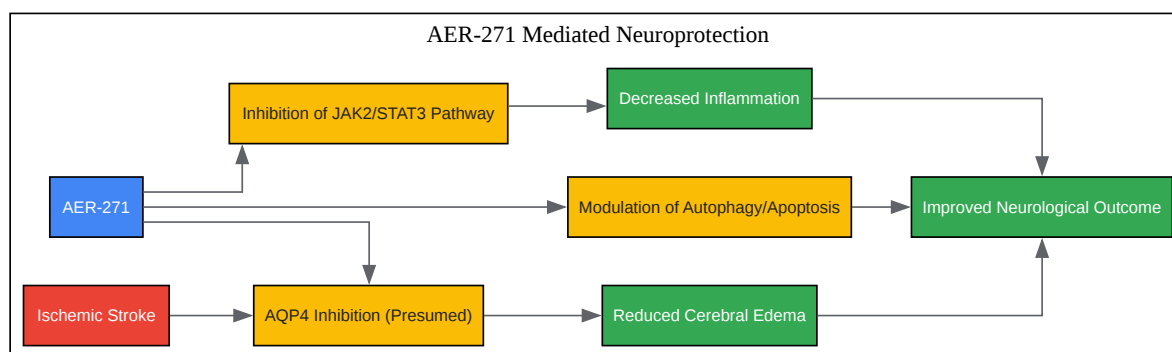 AER-271 Mediated Neuroprotection
Inhibition of JAK2/STAT3 Pathway
Decreased Inflammation
AER-271
Modulation of Autophagy/Apoptosis
Improved Neurological Outcome
Ischemic Stroke
AQP4 Inhibition (Presumed)
Reduced Cerebral Edema